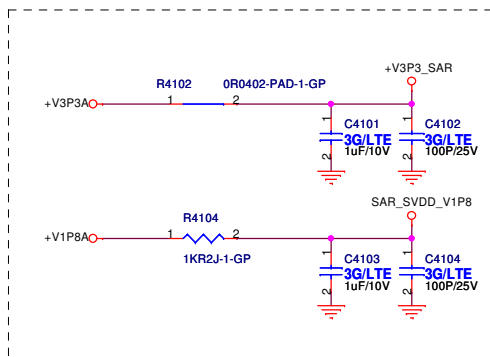 +V3P3_SAR
R4102 0R0402-PAD-1-GP
+V3P3A 1 2
1 C4101 1 C4102
3G/LTE 3G/LTE
2 1uF/10V 2 100P/25V
SAR_SVDD_V1P8
R4104
+V1P8A 1 2
1KR2J-1-GP
1 C4103 1 C4104
3G/LTE 3G/LTE
2 1uF/10V 2 100P/25V